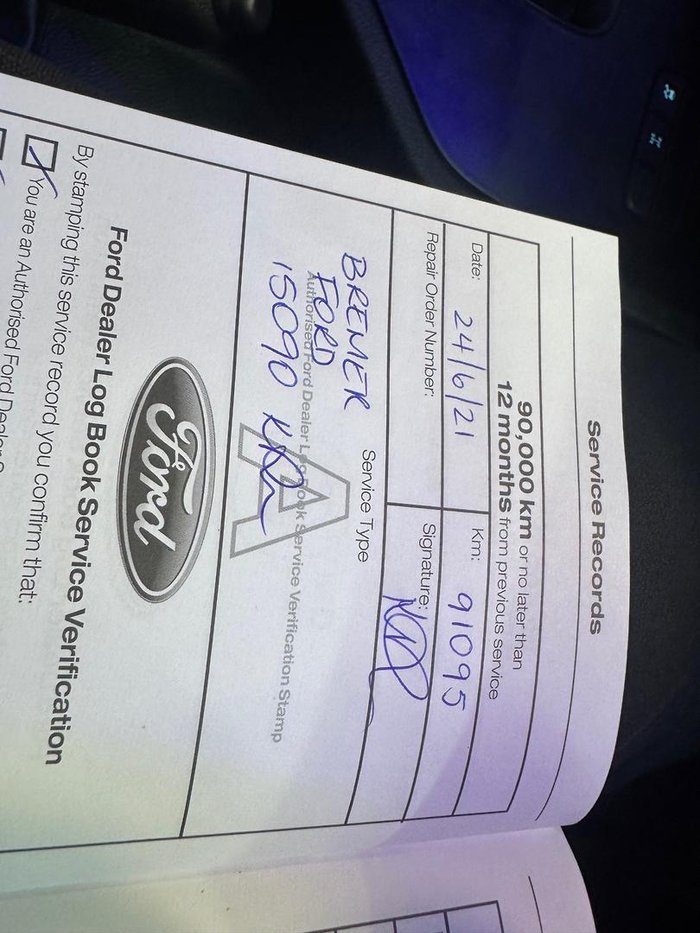 Service Records
90,000 km or no later than
12 months from previous service
Date: 24/6/21 Km: 91095
Repair Order Number: Signature:
Service Type
A
BREMER
FORD
Authorised Ford Dealer Log Book Service Verification Stamp
15090
Ford
Ford Dealer Log Book Service Verification
By stamping this service record you confirm that:
You are an Authorised Ford Dealer